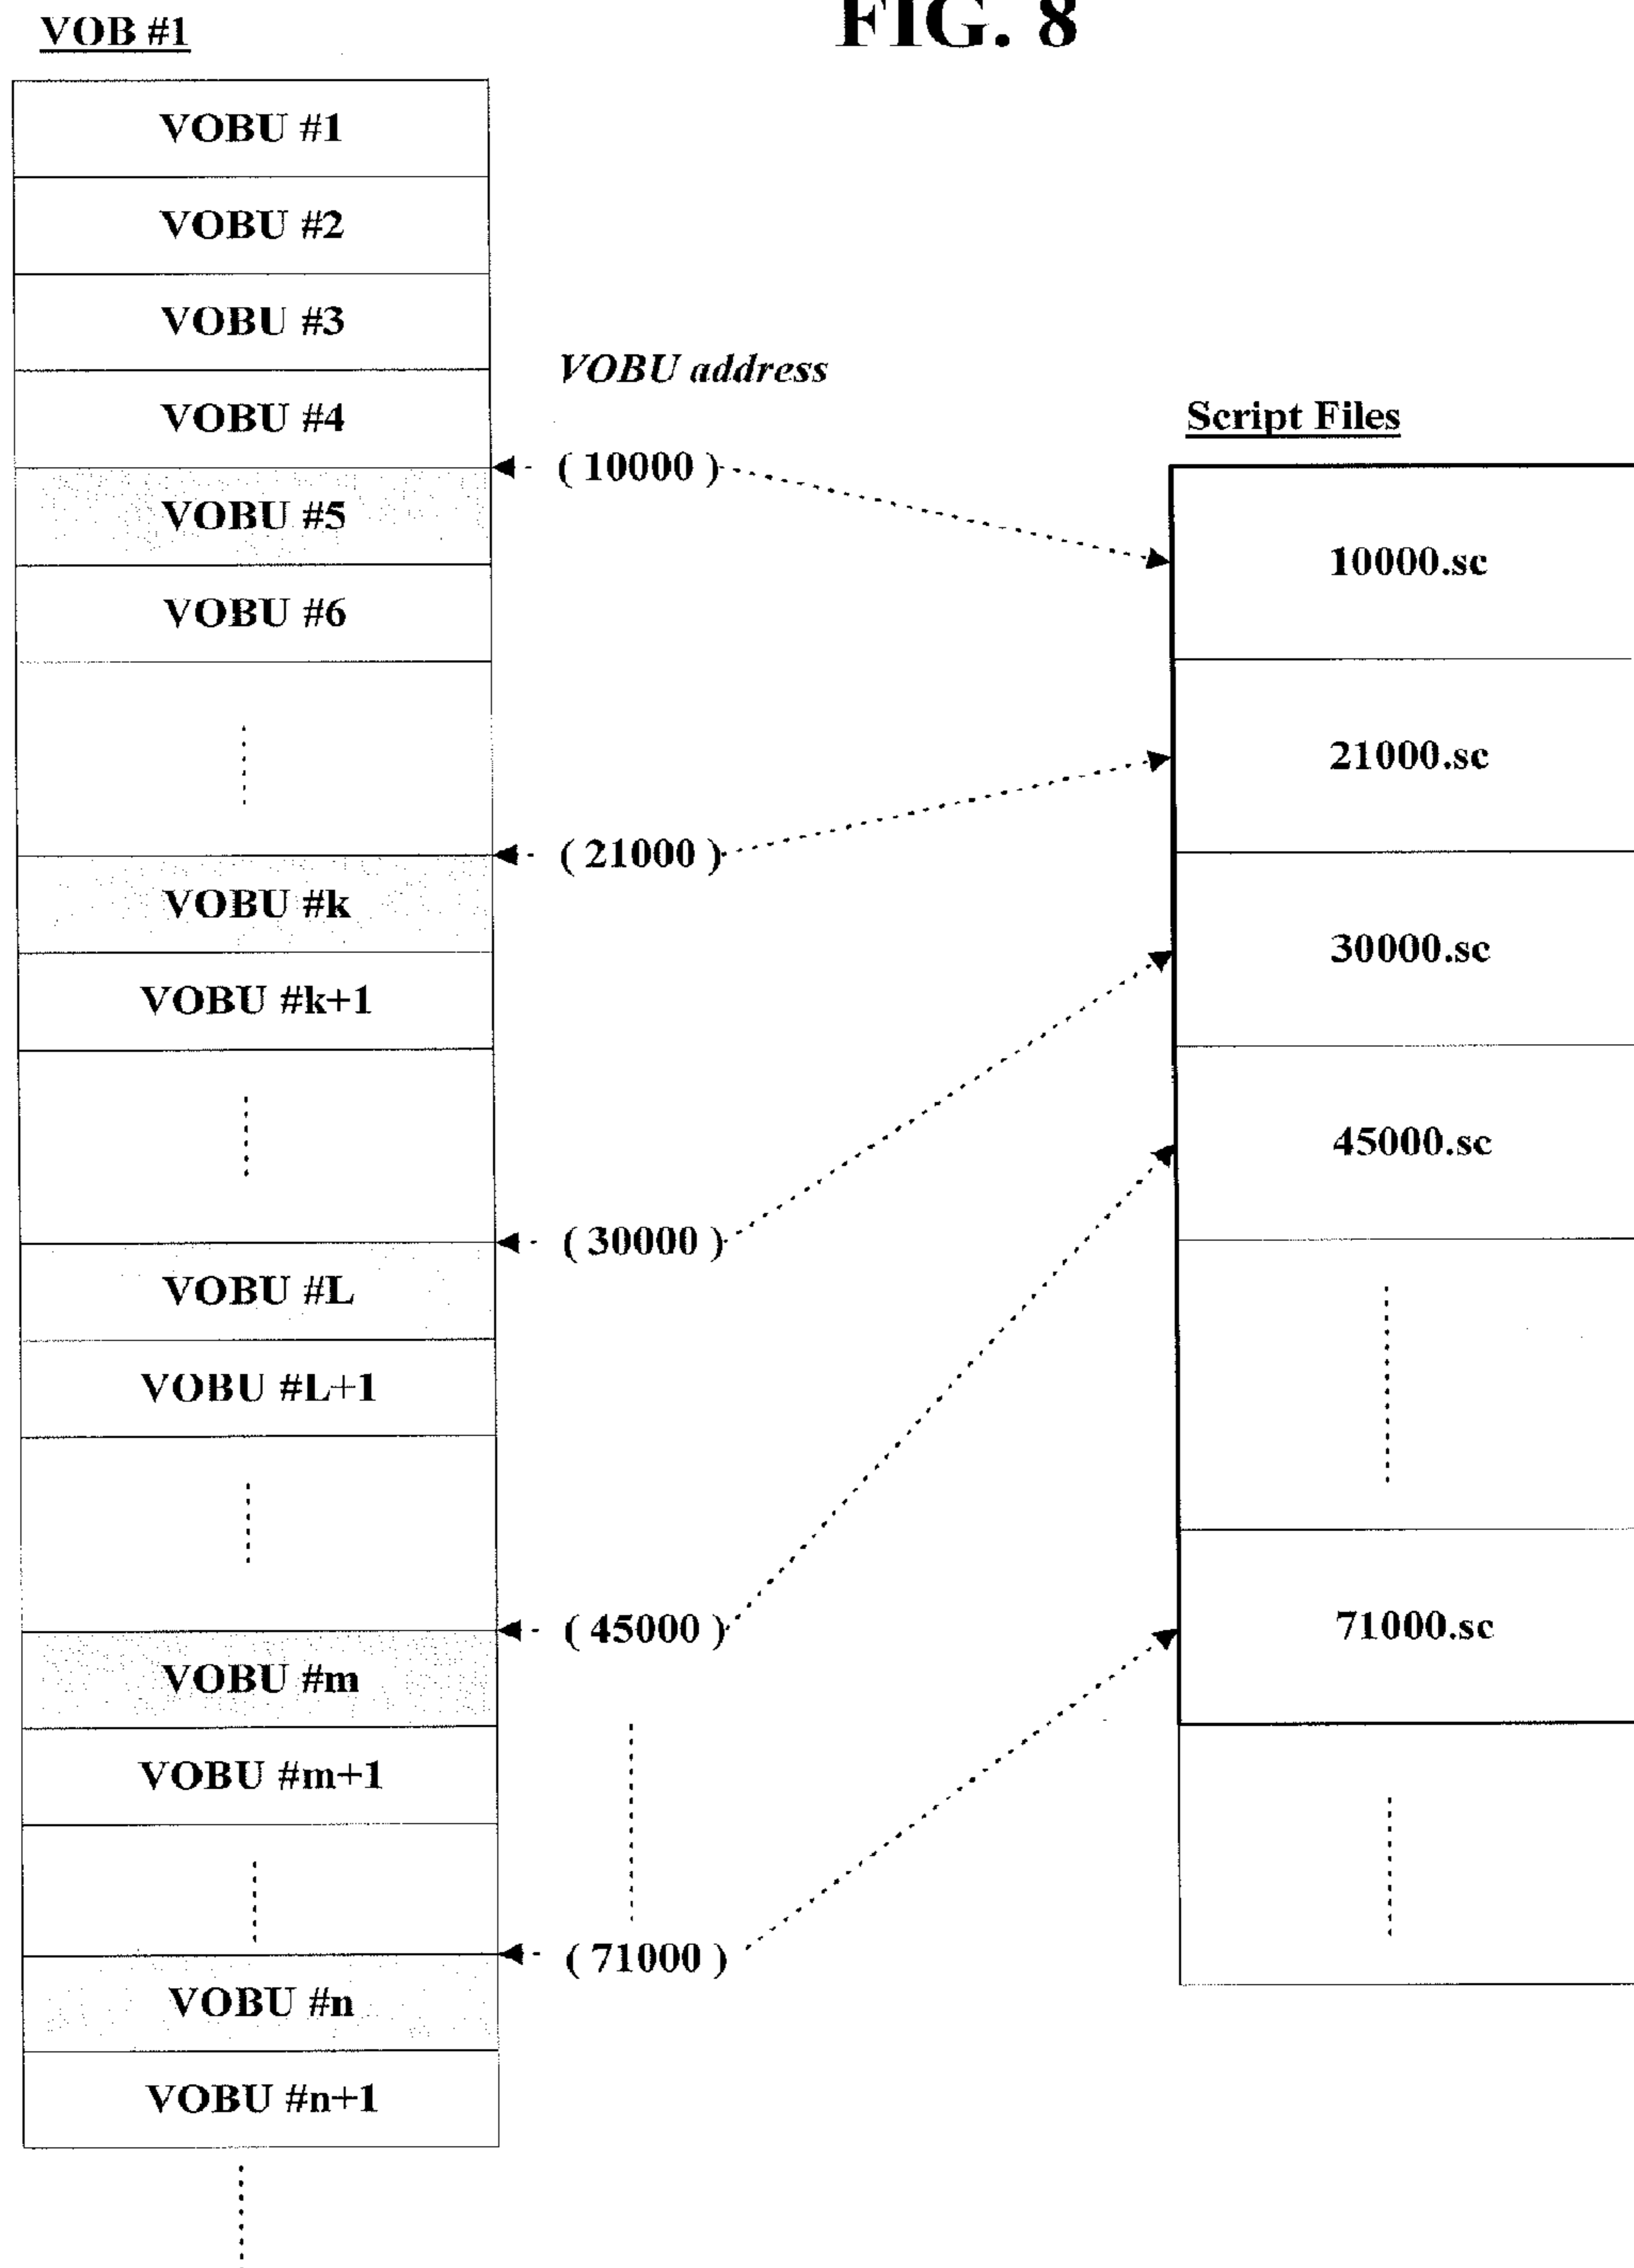 FIG. 8
VOB #1
VOBU #1
VOBU #2
VOBU #3
VOBU #4
VOBU #5
VOBU #6
VOBU #k
VOBU #k+1
VOBU #L
VOBU #L+1
VOBU #m
VOBU #m+1
VOBU #n
VOBU #n+1
VOBU address
( 10000 )
( 21000 )
( 30000 )
( 45000 )
( 71000 )
Script Files
10000.sc
21000.sc
30000.sc
45000.sc
71000.sc